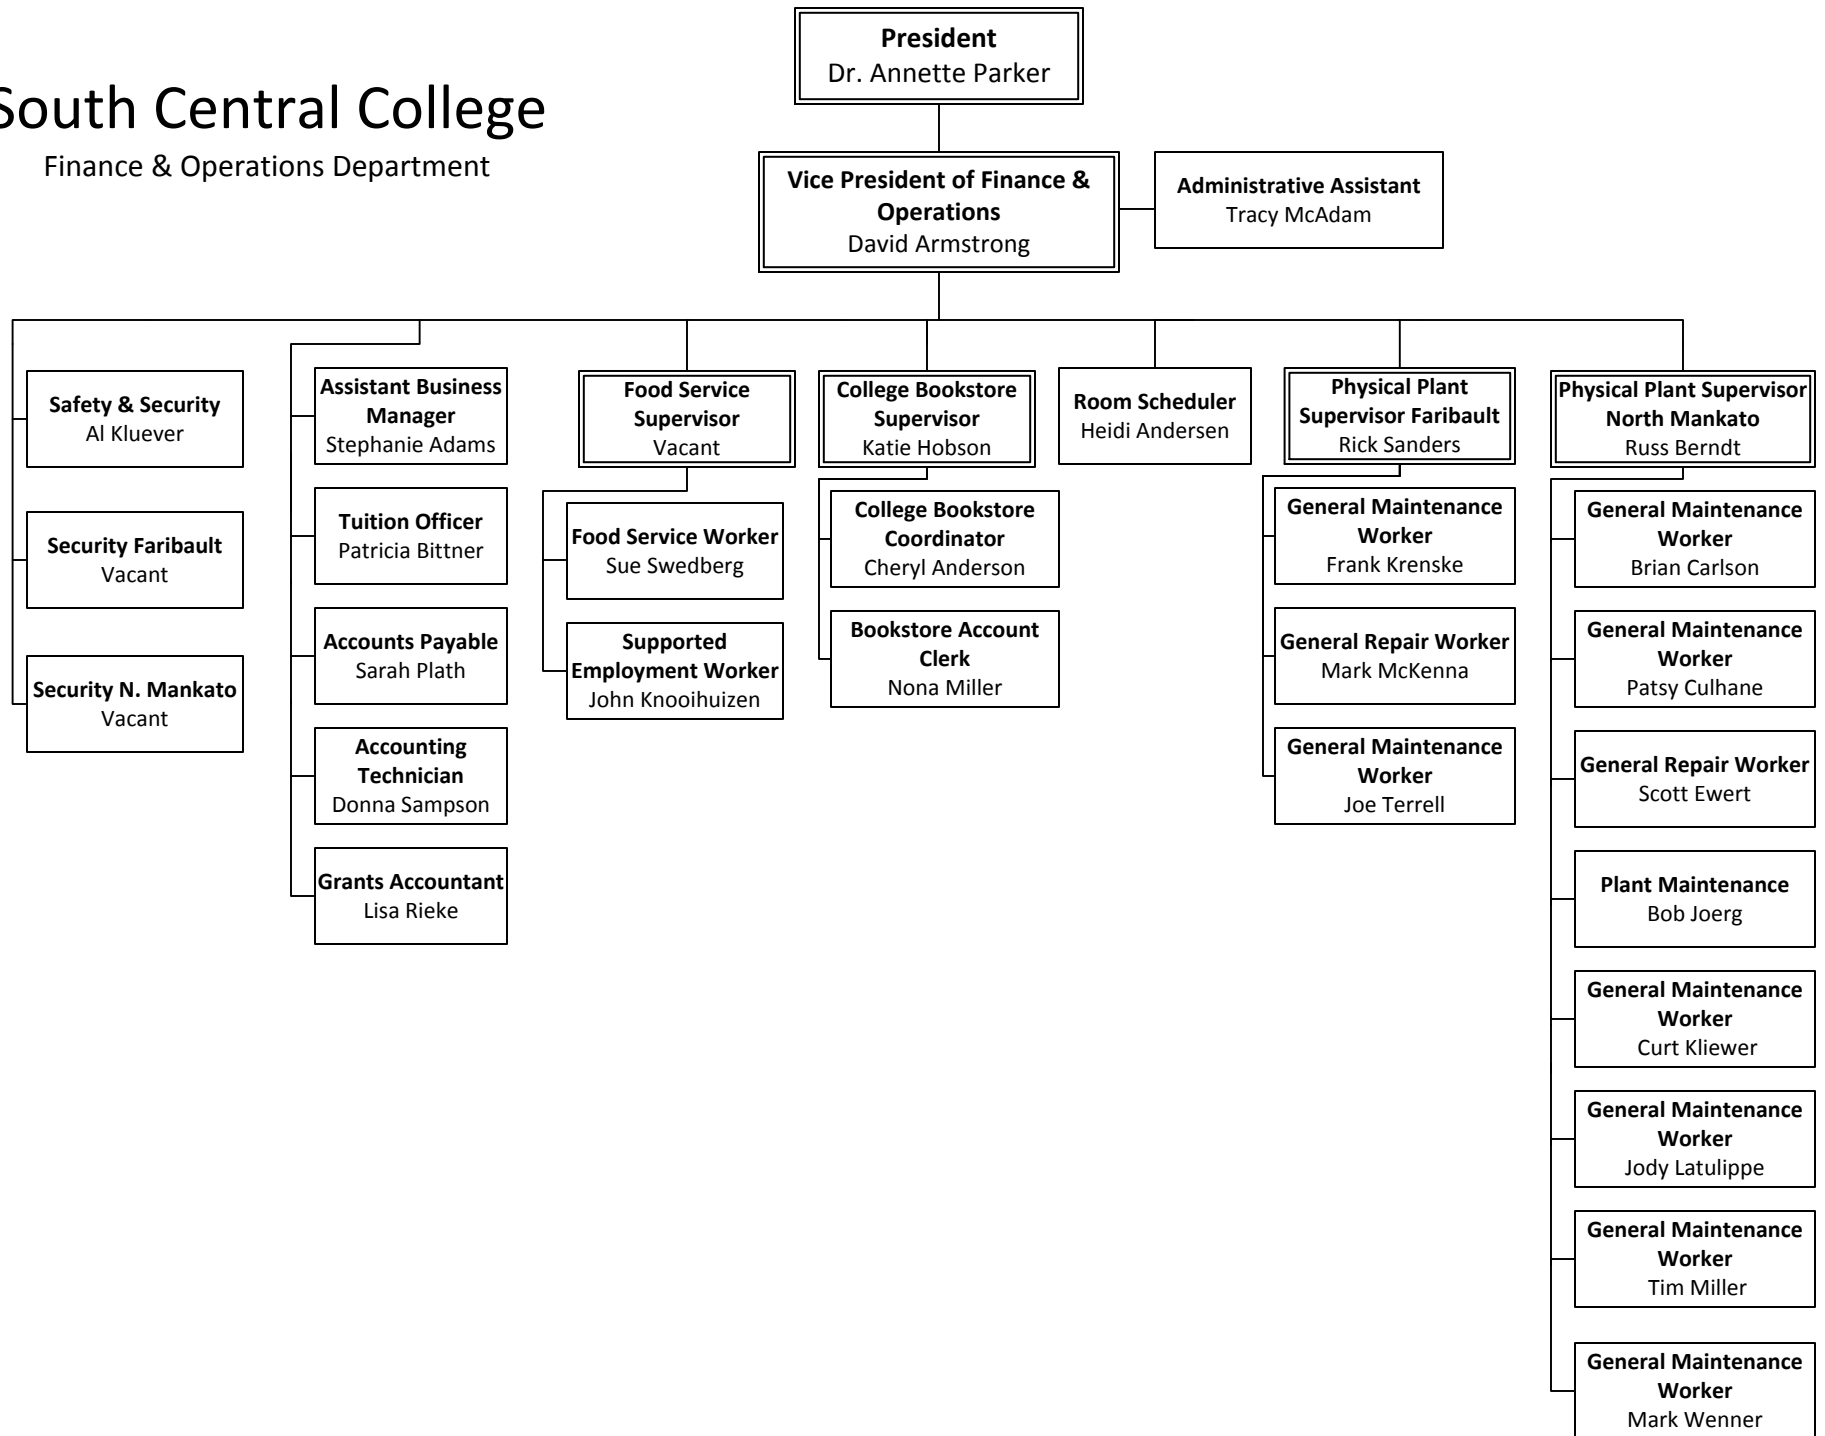 South Central College
Finance & Operations Department
President
Dr. Annette Parker
Vice President of Finance &
Operations
David Armstrong
Administrative Assistant
Tracy McAdam
Safety & Security
Al Kluever
Security Faribault
Vacant
Security N. Mankato
Vacant
Assistant Business
Manager
Stephanie Adams
Tuition Officer
Patricia Bittner
Accounts Payable
Sarah Plath
Accounting
Technician
Donna Sampson
Grants Accountant
Lisa Rieke
Food Service
Supervisor
Vacant
Food Service Worker
Sue Swedberg
Supported
Employment Worker
John Knooihuizen
College Bookstore
Supervisor
Katie Hobson
College Bookstore
Coordinator
Cheryl Anderson
Bookstore Account
Clerk
Nona Miller
Room Scheduler
Heidi Andersen
Physical Plant
Supervisor Faribault
Rick Sanders
General Maintenance
Worker
Frank Krenske
General Repair Worker
Mark McKenna
General Maintenance
Worker
Joe Terrell
Physical Plant Supervisor
North Mankato
Russ Berndt
General Maintenance
Worker
Brian Carlson
General Maintenance
Worker
Patsy Culhane
General Repair Worker
Scott Ewert
Plant Maintenance
Bob Joerg
General Maintenance
Worker
Curt Kliewer
General Maintenance
Worker
Jody Latulippe
General Maintenance
Worker
Tim Miller
General Maintenance
Worker
Mark Wenner